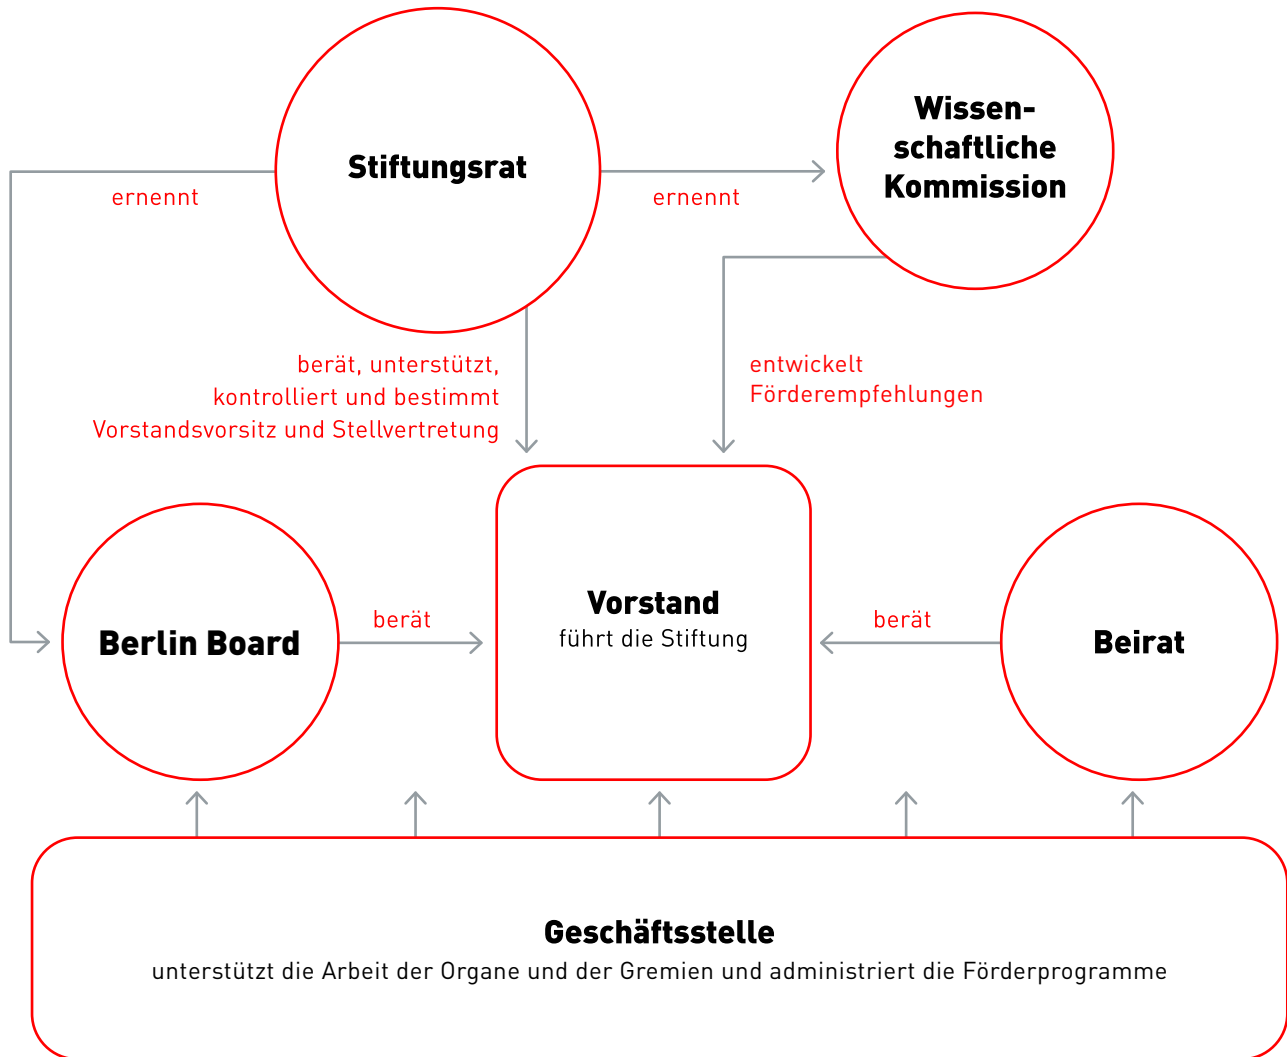 Stiftungsrat
Wissen-
schaftliche
Kommission
ernennt
ernennt
berät, unterstützt,
kontrolliert und bestimmt
Vorstandsvorsitz und Stellvertretung
entwickelt
Förderempfehlungen
Berlin Board
berät
Vorstand
führt die Stiftung
berät
Beirat
Geschäftsstelle
unterstützt die Arbeit der Organe und der Gremien und administriert die Förderprogramme